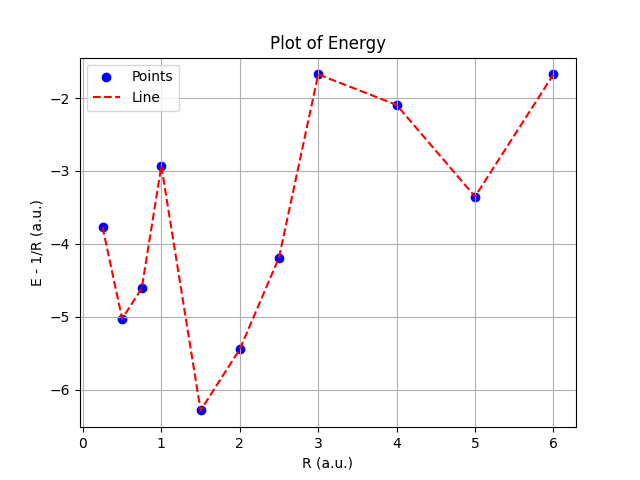 Plot of Energy
Points
Line
−2
−3
−4
−5
−6
E - 1/R (a.u.)
0 1 2 3 4 5 6
R (a.u.)